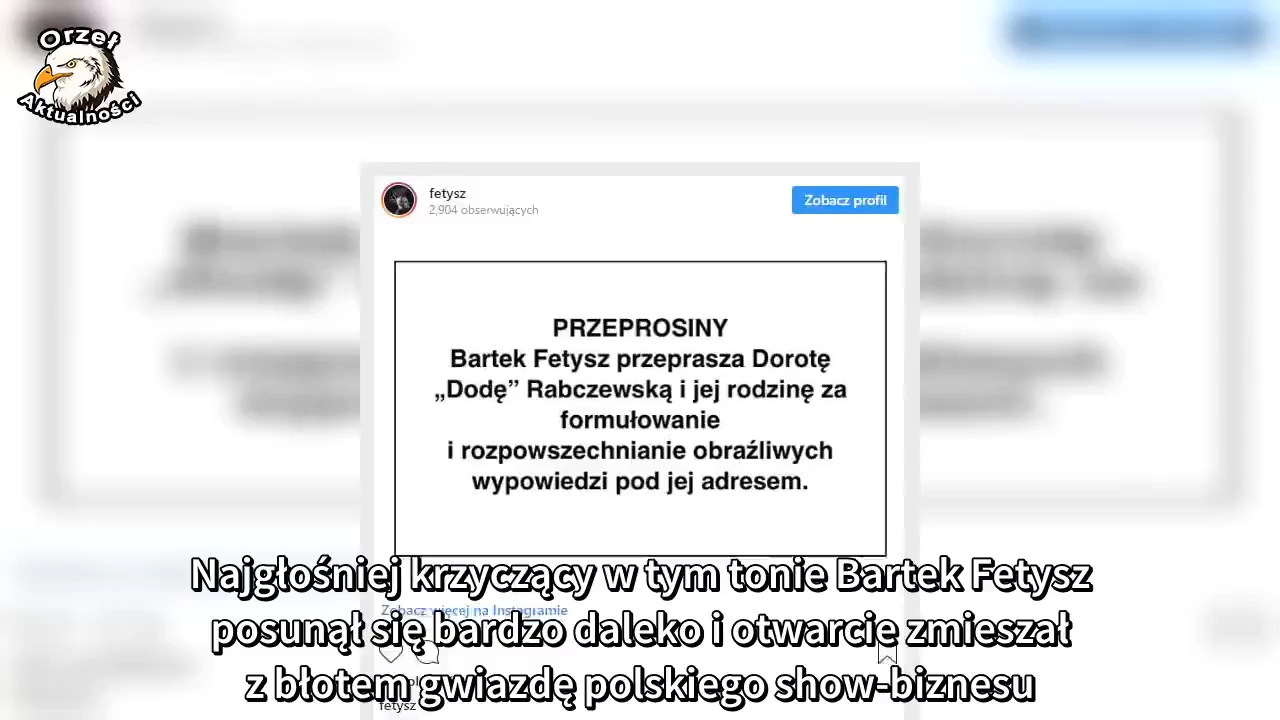 Orzeł
Aktualności
fetysz
2,904 obserwujących
Zobacz profil
PRZEPROSINY
Bartek Fetysz przeprasza Dorotę
„Dodę” Rabczewską i jej rodzinę za
formułowanie
i rozpowszechnianie obraźliwych
wypowiedzi pod jej adresem.
Najgłośniej krzyczący w tym tonie Bartek Fetysz
Zobacz więcej na Instagramie
posunął się bardzo daleko i otwarcie zmieszał
z błotem gwiazdę polskiego show-biznesu
fetysz